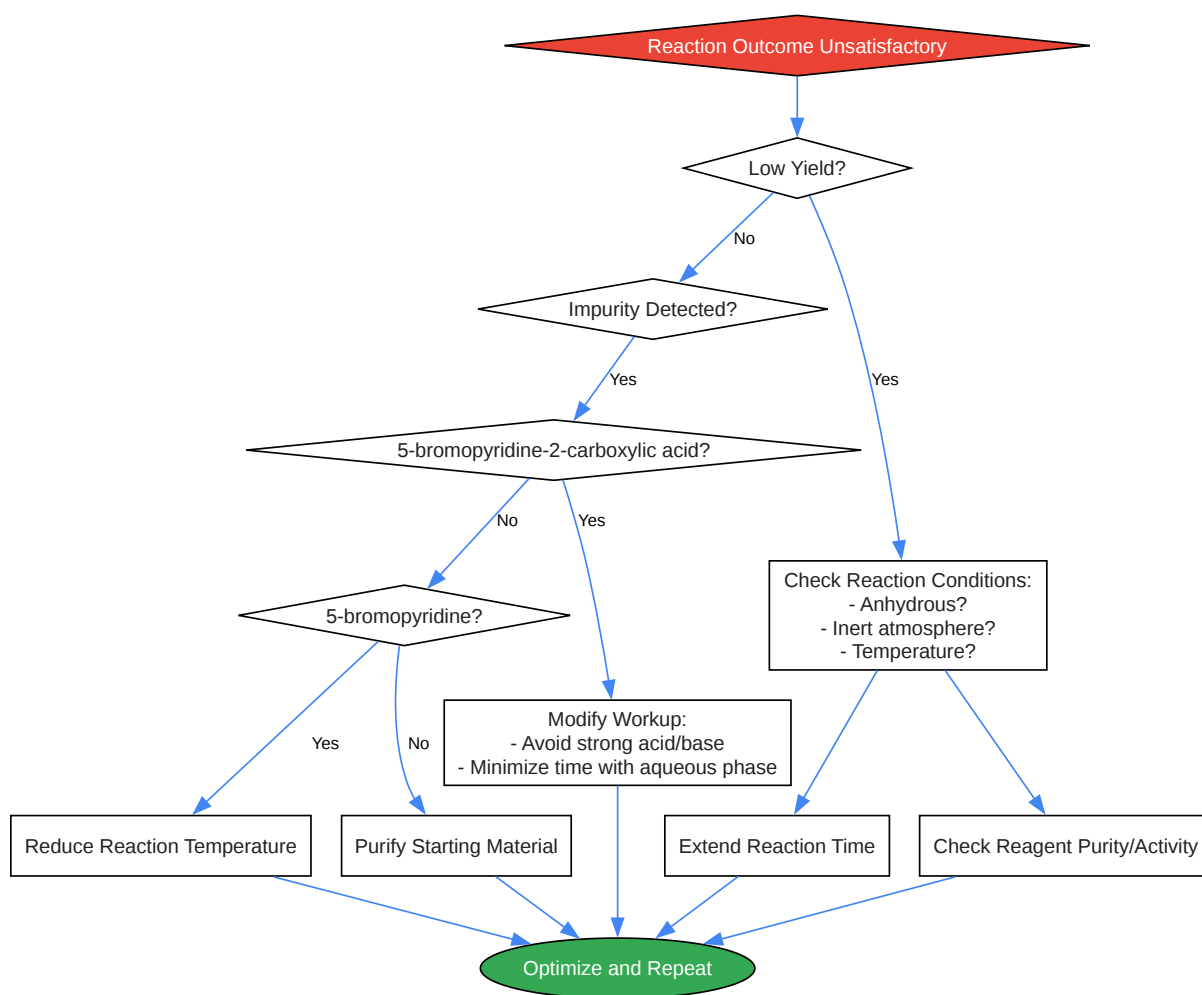 Reaction Outcome Unsatisfactory
Low Yield?
No
Yes
Impurity Detected?
Yes
5-bromopyridine-2-carboxylic acid?
No
Yes
5-bromopyridine?
Yes
No
Check Reaction Conditions:
- Anhydrous?
- Inert atmosphere?
- Temperature?
Modify Workup:
- Avoid strong acid/base
- Minimize time with aqueous phase
Reduce Reaction Temperature
Purify Starting Material
Extend Reaction Time
Check Reagent Purity/Activity
Optimize and Repeat